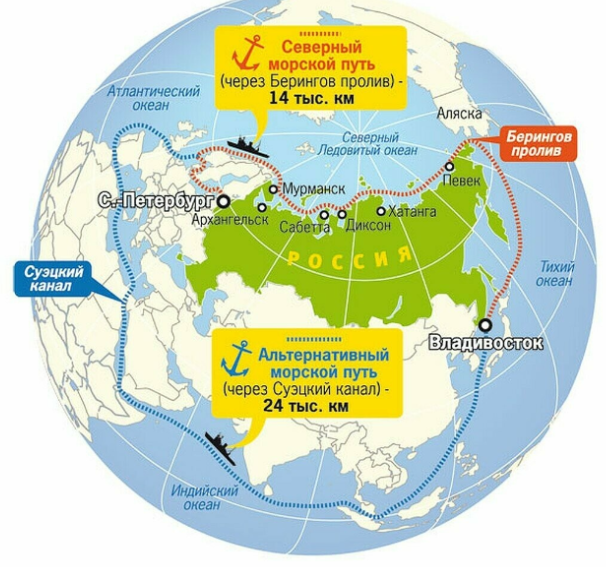 Северный
морской путь
(через Берингов пролив) -
14 тыс. км
Атлантический
океан
Аляска
Северный
Ледовитый океан
Берингов
пролив
Певек
Мурманск
С.-Петербург
Архангельск
Сабетта
Диксон
Хатанга
РОССИЯ
Суэцкий
канал
Тихий
океан
Владивосток
Альтернативный
морской путь
(через Суэцкий канал) -
24 тыс. км
Индийский
океан